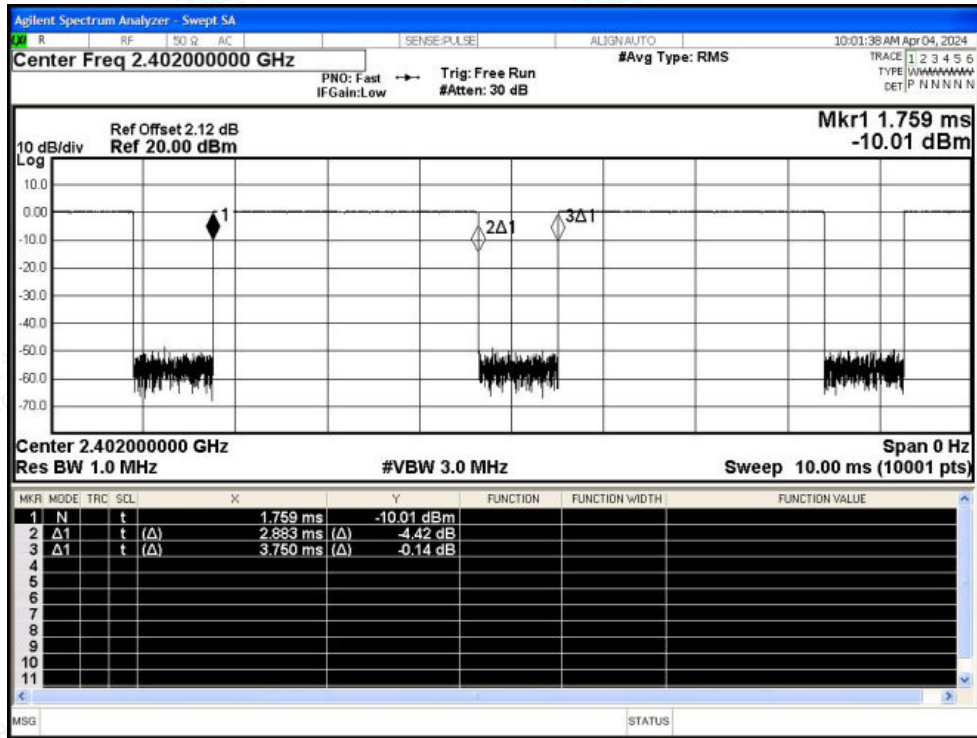 Agilent Spectrum Analyzer - Swept SA
R RF 50 Ω AC SENSE:PULSE ALIGNAUTO 10:01:38 AM Apr 04, 2024
Center Freq 2.402000000 GHz #Avg Type: RMS TRACE 1 2 3 4 5 6
PNO: Fast Trig: Free Run TYPE
IFGain:Low #Atten: 30 dB DET P N N N N N
Mkr1 1.759 ms
-10.01 dBm
Ref Offset 2.12 dB
10 dB/div Ref 20.00 dBm
Log
10.0
0.00
-10.0
-20.0
-30.0
-40.0
-50.0
-60.0
-70.0
1
2Δ1
3Δ1
Center 2.402000000 GHz Span 0 Hz
Res BW 1.0 MHz #VBW 3.0 MHz Sweep 10.00 ms (10001 pts)
MKR MODE TRC SCL X Y FUNCTION FUNCTION WIDTH FUNCTION VALUE
1 N t 1.759 ms -10.01 dBm
2 Δ1 t (Δ) 2.883 ms (Δ) -4.42 dB
3 Δ1 t (Δ) 3.750 ms (Δ) -0.14 dB
4
5
6
7
8
9
10
11
MSG STATUS